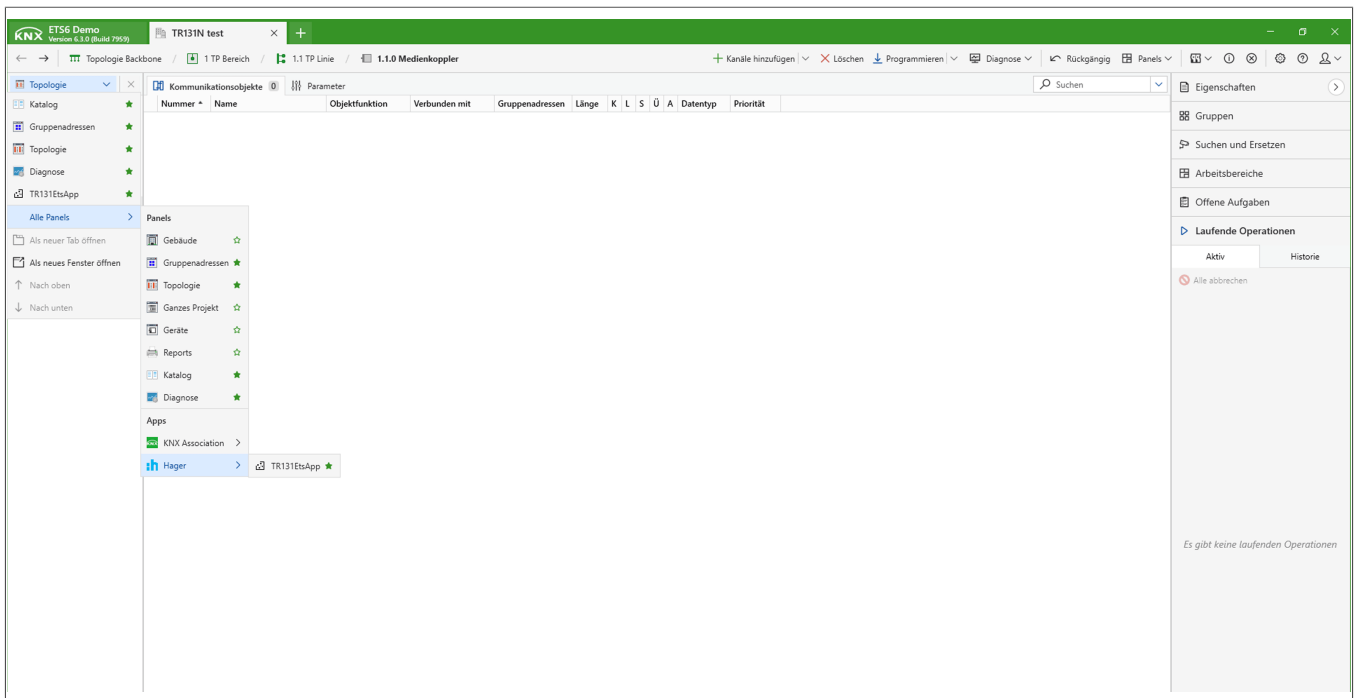 KNX ETS6 Demo
Version 6.3.0 (Build 7959)
TR131N test
Topologie Backbone / 1 TP Bereich / 1.1 TP Linie / 1.1.0 Medienkoppler
Kanäle hinzufügen
Löschen
Programmieren
Diagnose
Rückgängig
Panels
Topologie
Katalog
Gruppenadressen
Topologie
Diagnose
TR131EtsApp
Alle Panels
Als neuer Tab öffnen
Als neues Fenster öffnen
Nach oben
Nach unten
Panels
Gebäude
Gruppenadressen
Topologie
Ganzes Projekt
Geräte
Reports
Katalog
Diagnose
Apps
KNX Association
Hager
TR131EtsApp
Kommunikationsobjekte 0
Parameter
Suchen
Nummer Name Objektfunktion Verbunden mit Gruppenadressen Länge K L S Ü A Datentyp Priorität
Eigenschaften
Gruppen
Suchen und Ersetzen
Arbeitsbereiche
Offene Aufgaben
Laufende Operationen
Aktiv Historie
Alle abbrechen
Es gibt keine laufenden Operationen